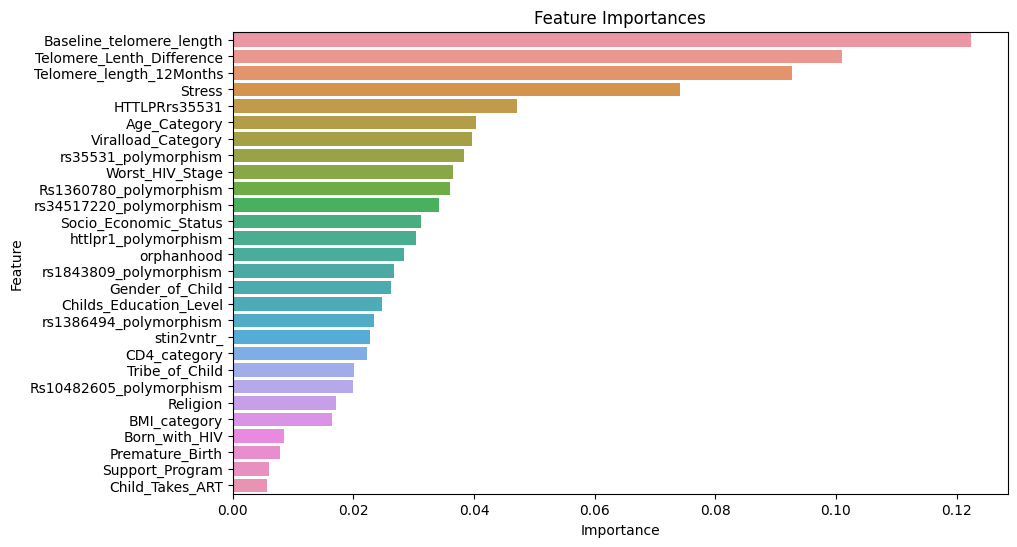 Feature Importances
Baseline_telomere_length
Telomere_Lenth_Difference
Telomere_length_12Months
Stress
HTTLPRrs35531
Age_Category
Viralload_Category
rs35531_polymorphism
Worst_HIV_Stage
Rs1360780_polymorphism
rs34517220_polymorphism
Socio_Economic_Status
httlpr1_polymorphism
orphanhood
rs1843809_polymorphism
Gender_of_Child
Childs_Education_Level
rs1386494_polymorphism
stin2vntr_
CD4_category
Tribe_of_Child
Rs10482605_polymorphism
Religion
BMI_category
Born_with_HIV
Premature_Birth
Support_Program
Child_Takes_ART
Feature
0.00 0.02 0.04 0.06 0.08 0.10 0.12
Importance